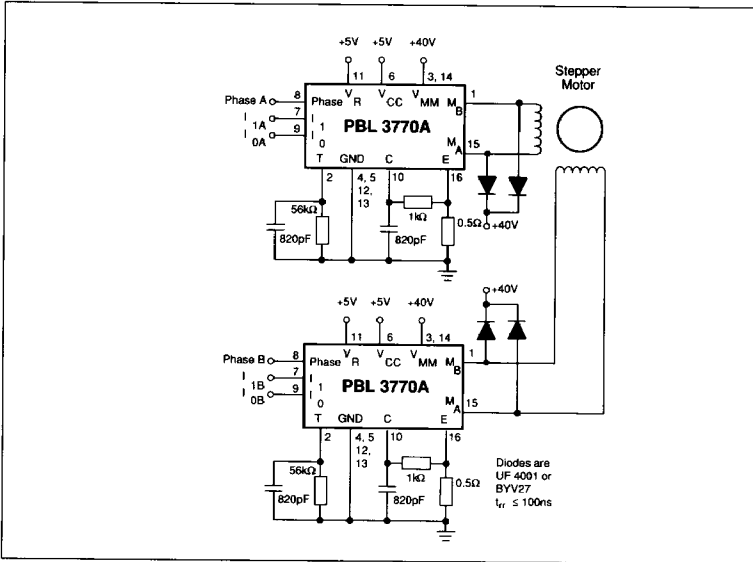 +5V +5V +40V
11 6 3, 14
Stepper
Motor
Phase A 8 Phase V R V CC V MM M B 1
I 1A 7 I 1
PBL 3770A
I 0A 9 I 0
M A 15
T GND C E
2 4, 5 10 16
12,
13
56kΩ 1kΩ
820pF 820pF 0.5Ω
+40V
+40V
+5V +5V +40V
11 6 3, 14
Phase B 8 Phase V R V CC V MM M B 1
I 1B 7 I 1
PBL 3770A
I 0B 9 I 0
M A 15
T GND C E
2 4, 5 10 16
12,
13
56kΩ 1kΩ
820pF 820pF 0.5Ω
Diodes are
UF 4001 or
BYV27
trr ≤ 100ns